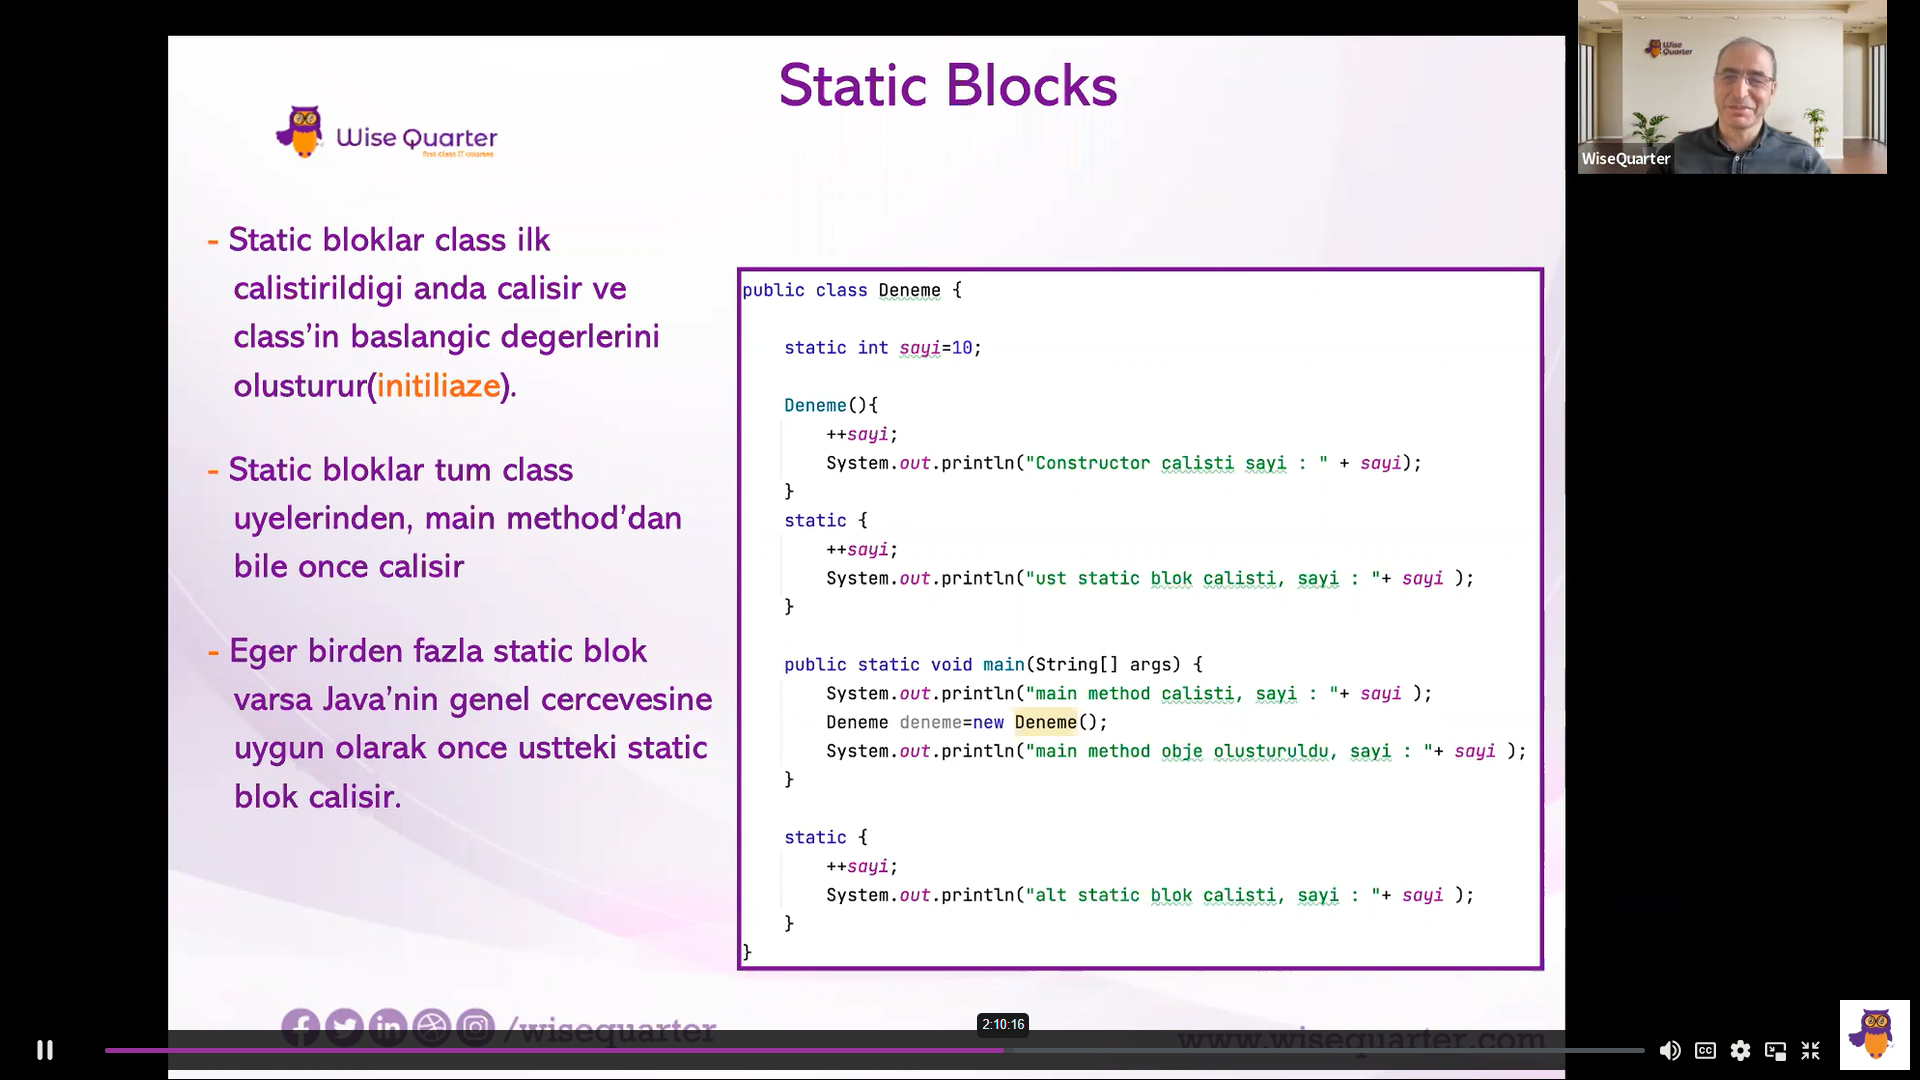 Static Blocks
Wise Quarter
first class IT courses
Wise
Quarter
WiseQuarter
- Static bloklar class ilk
calistirildigi anda calisir ve
class’in baslangic degerlerini
olusturur(initiliaze).
- Static bloklar tum class
uyelerinden, main method’dan
bile once calisir
- Eger birden fazla static blok
varsa Java’nin genel cercevesine
uygun olarak once ustteki static
blok calisir.
public class Deneme {
static int sayi=10;
Deneme(){
++sayi;
System.out.println("Constructor calisti sayi : " + sayi);
}
static {
++sayi;
System.out.println("ust static blok calisti, sayi : "+ sayi );
}
public static void main(String[] args) {
System.out.println("main method calisti, sayi : "+ sayi );
Deneme deneme=new Deneme();
System.out.println("main method obje olusturuldu, sayi : "+ sayi );
}
static {
++sayi;
System.out.println("alt static blok calisti, sayi : "+ sayi );
}
}
/wisequarter
www.wisequarter.com
2:10:16
CC